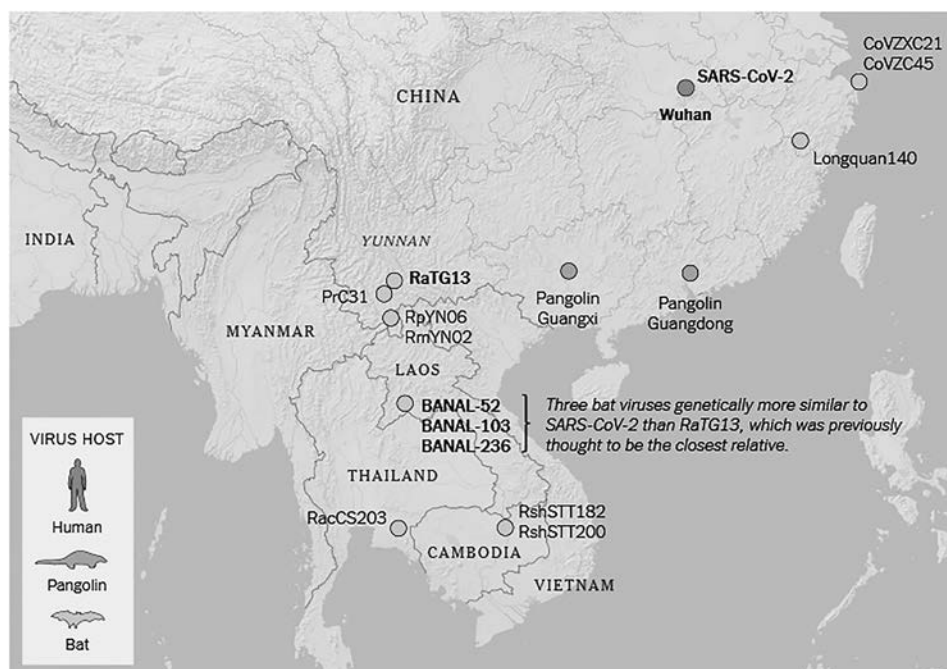 CoVZXC21
CoVZC45
SARS-CoV-2
CHINA
Wuhan
Longquan140
INDIA
YUNNAN
RaTG13
PrC31
Pangolin
Guangxi
Pangolin
Guangdong
RpYN06
RmYN02
MYANMAR
LAOS
BANAL-52
BANAL-103
BANAL-236
Three bat viruses genetically more similar to
SARS-CoV-2 than RaTG13, which was previously
thought to be the closest relative.
VIRUS HOST
Human
Pangolin
Bat
THAILAND
RacCS203
RshSTT182
RshSTT200
CAMBODIA
VIETNAM